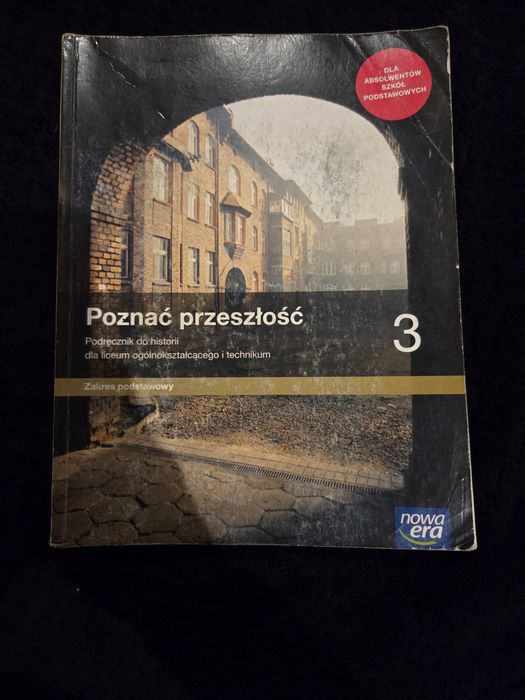 DLA
ABSOLWENTÓW
SZKÓŁ
PODSTAWOWYCH
Poznać przeszłość
3
Podręcznik do historii
dla liceum ogólnokształcącego i technikum
Zakres podstawowy
nowa
era